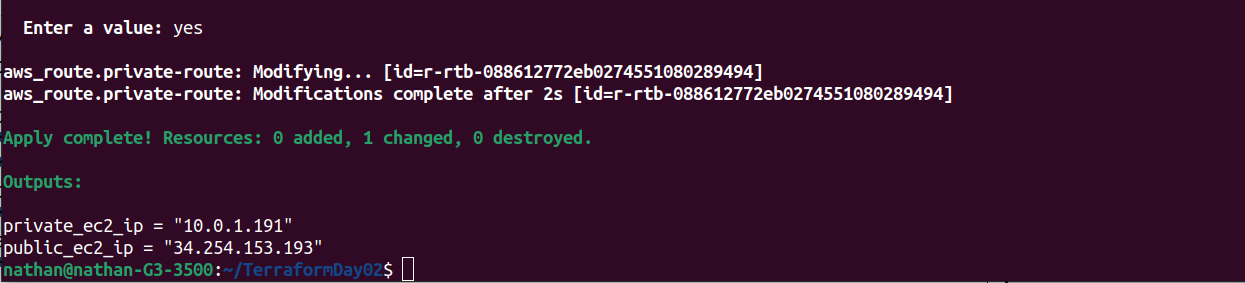 Enter a value: yes
aws_route.private-route: Modifying... [id=r-rtb-088612772eb0274551080289494]
aws_route.private-route: Modifications complete after 2s [id=r-rtb-088612772eb0274551080289494]
Apply complete! Resources: 0 added, 1 changed, 0 destroyed.
Outputs:
private_ec2_ip = "10.0.1.191"
public_ec2_ip = "34.254.153.193"
nathan@nathan-G3-3500:~/TerraformDay02$